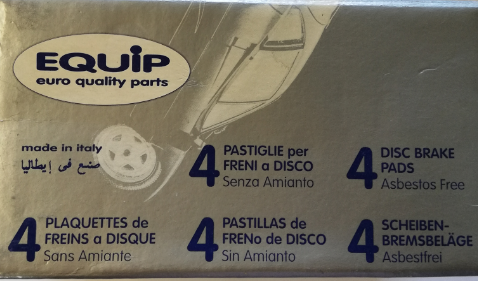 EQUIP
euro quality parts
made in italy
صنع في إيطاليا
4 PASTIGLIE per
FRENI a DISCO
Senza Amianto
4 DISC BRAKE
PADS
Asbestos Free
4 PLAQUETTES de
FREINS a DISQUE
Sans Amiante
4 PASTILLAS de
FRENo de DISCO
Sin Amianto
4 SCHEIBEN-
BREMSBELÄGE
Asbestfrei